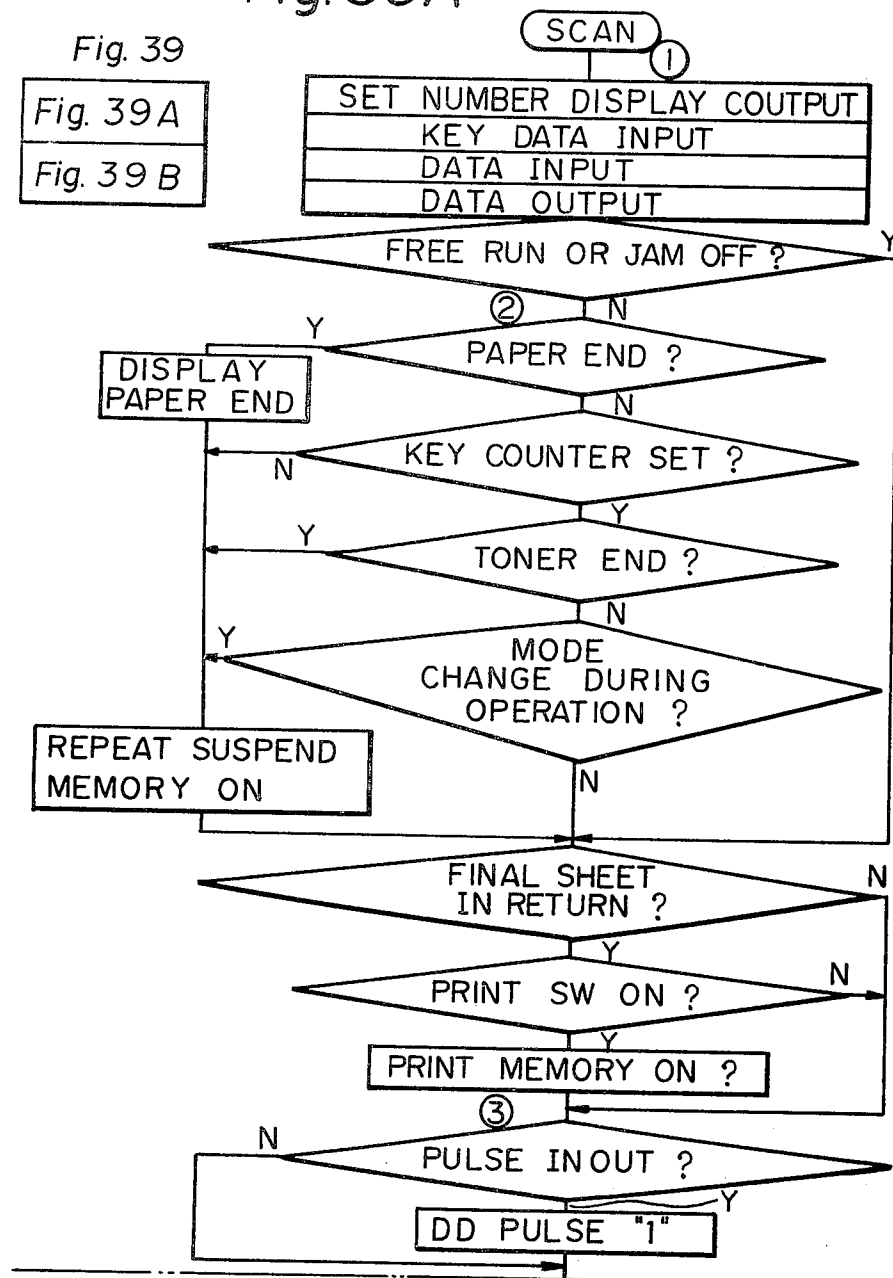 Fig. 39
Fig. 39A
Fig. 39B
SCAN
①
SET NUMBER DISPLAY COUTPUT
KEY DATA INPUT
DATA INPUT
DATA OUTPUT
FREE RUN OR JAM OFF ?
Y
N
②
PAPER END ?
Y
N
DISPLAY
PAPER END
KEY COUNTER SET ?
N
Y
TONER END ?
Y
N
MODE
CHANGE DURING
OPERATION ?
Y
N
REPEAT SUSPEND
MEMORY ON
FINAL SHEET
IN RETURN ?
N
Y
PRINT SW ON ?
N
Y
PRINT MEMORY ON ?
③
PULSE INOUT ?
N
Y
DD PULSE "1"